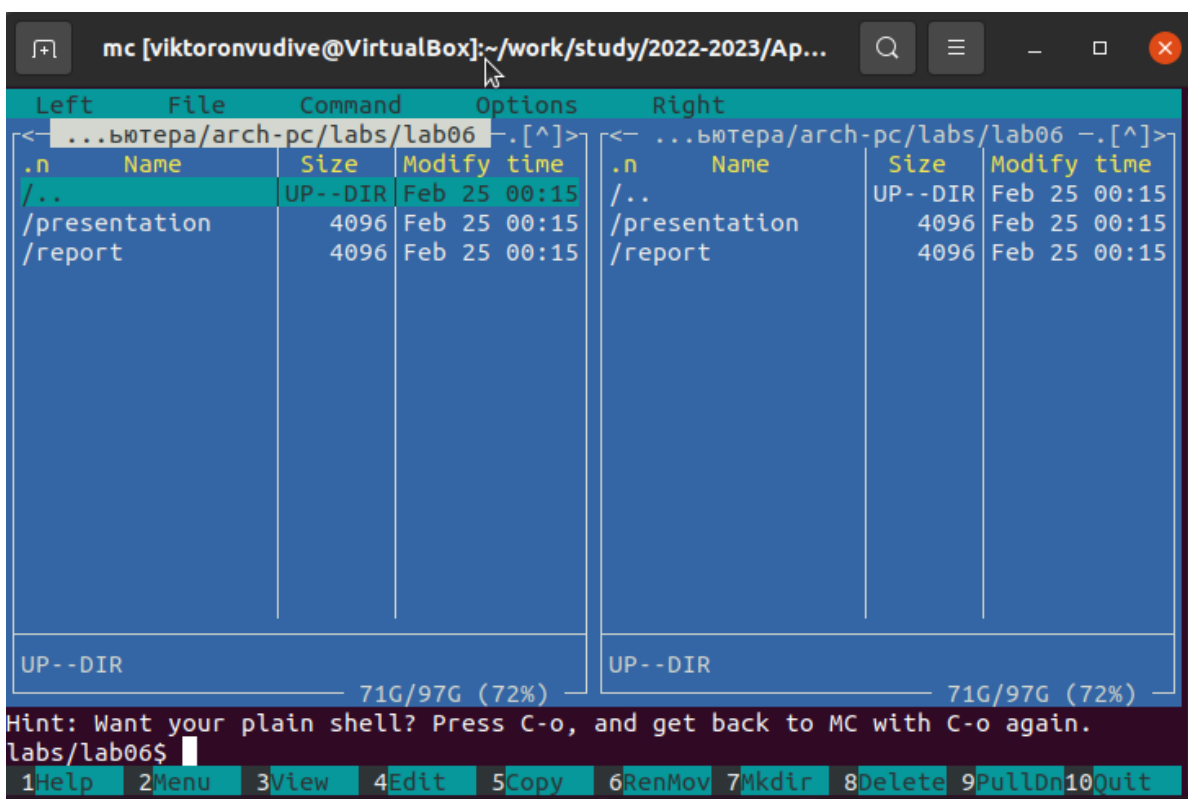 mc [viktoronvudive@VirtualBox]:~/work/study/2022-2023/Ap...
Left File Command Options Right
<— ...ьютера/arch-pc/labs/lab06 —.[^]>
.n Name Size Modify time
/.. UP--DIR Feb 25 00:15
/presentation 4096 Feb 25 00:15
/report 4096 Feb 25 00:15
UP--DIR
71G/97G (72%)
<— ...ьютера/arch-pc/labs/lab06 —.[^]>
.n Name Size Modify time
/.. UP--DIR Feb 25 00:15
/presentation 4096 Feb 25 00:15
/report 4096 Feb 25 00:15
UP--DIR
71G/97G (72%)
Hint: Want your plain shell? Press C-o, and get back to MC with C-o again.
labs/lab06$
1Help 2Menu 3View 4Edit 5Copy 6RenMov 7Mkdir 8Delete 9PullDn 10Quit